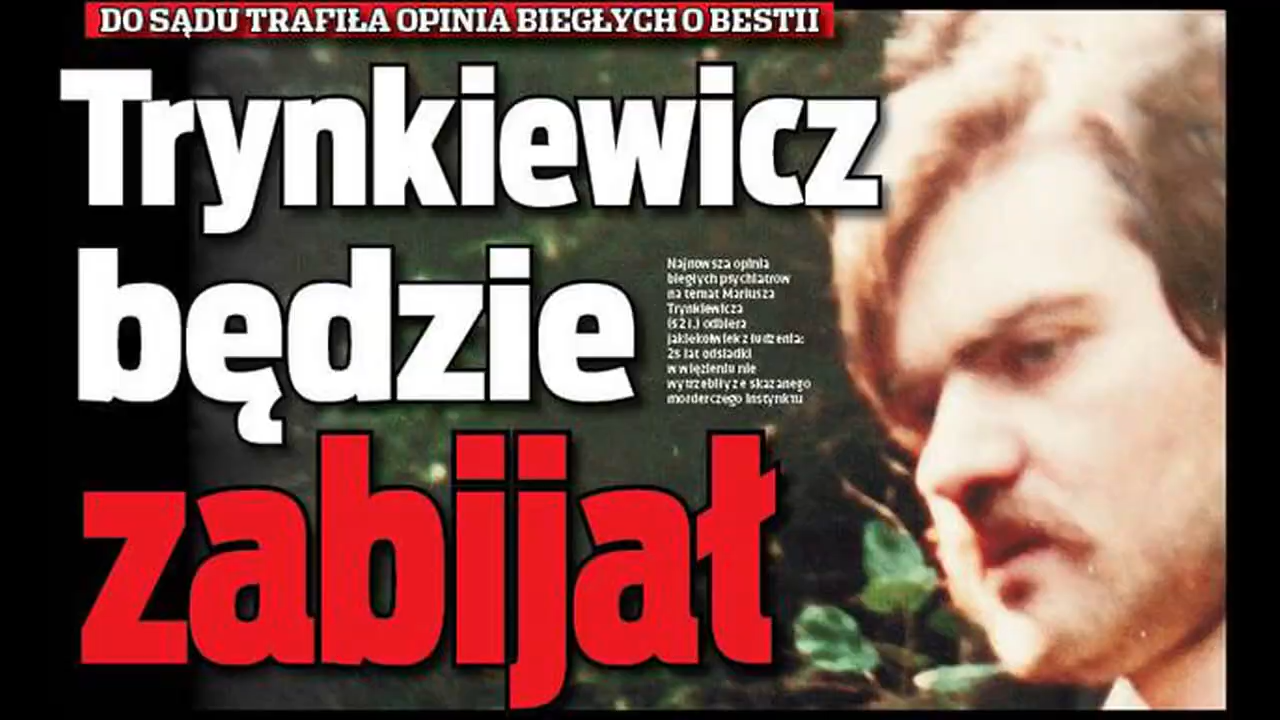 DO SĄDU TRAFIŁA OPINIA BIEGŁYCH O BESTII
Trynkiewicz
będzie
zabijał
Najnowsza opinia
biegłych psychiatrów
na temat Mariusza
Trynkiewicza
(52 l.) odbiera
jakiekolwiek złudzenia:
25 lat odsiadki
w więzieniu nie
wytrzebiły ze skazanego
morderczego instynktu